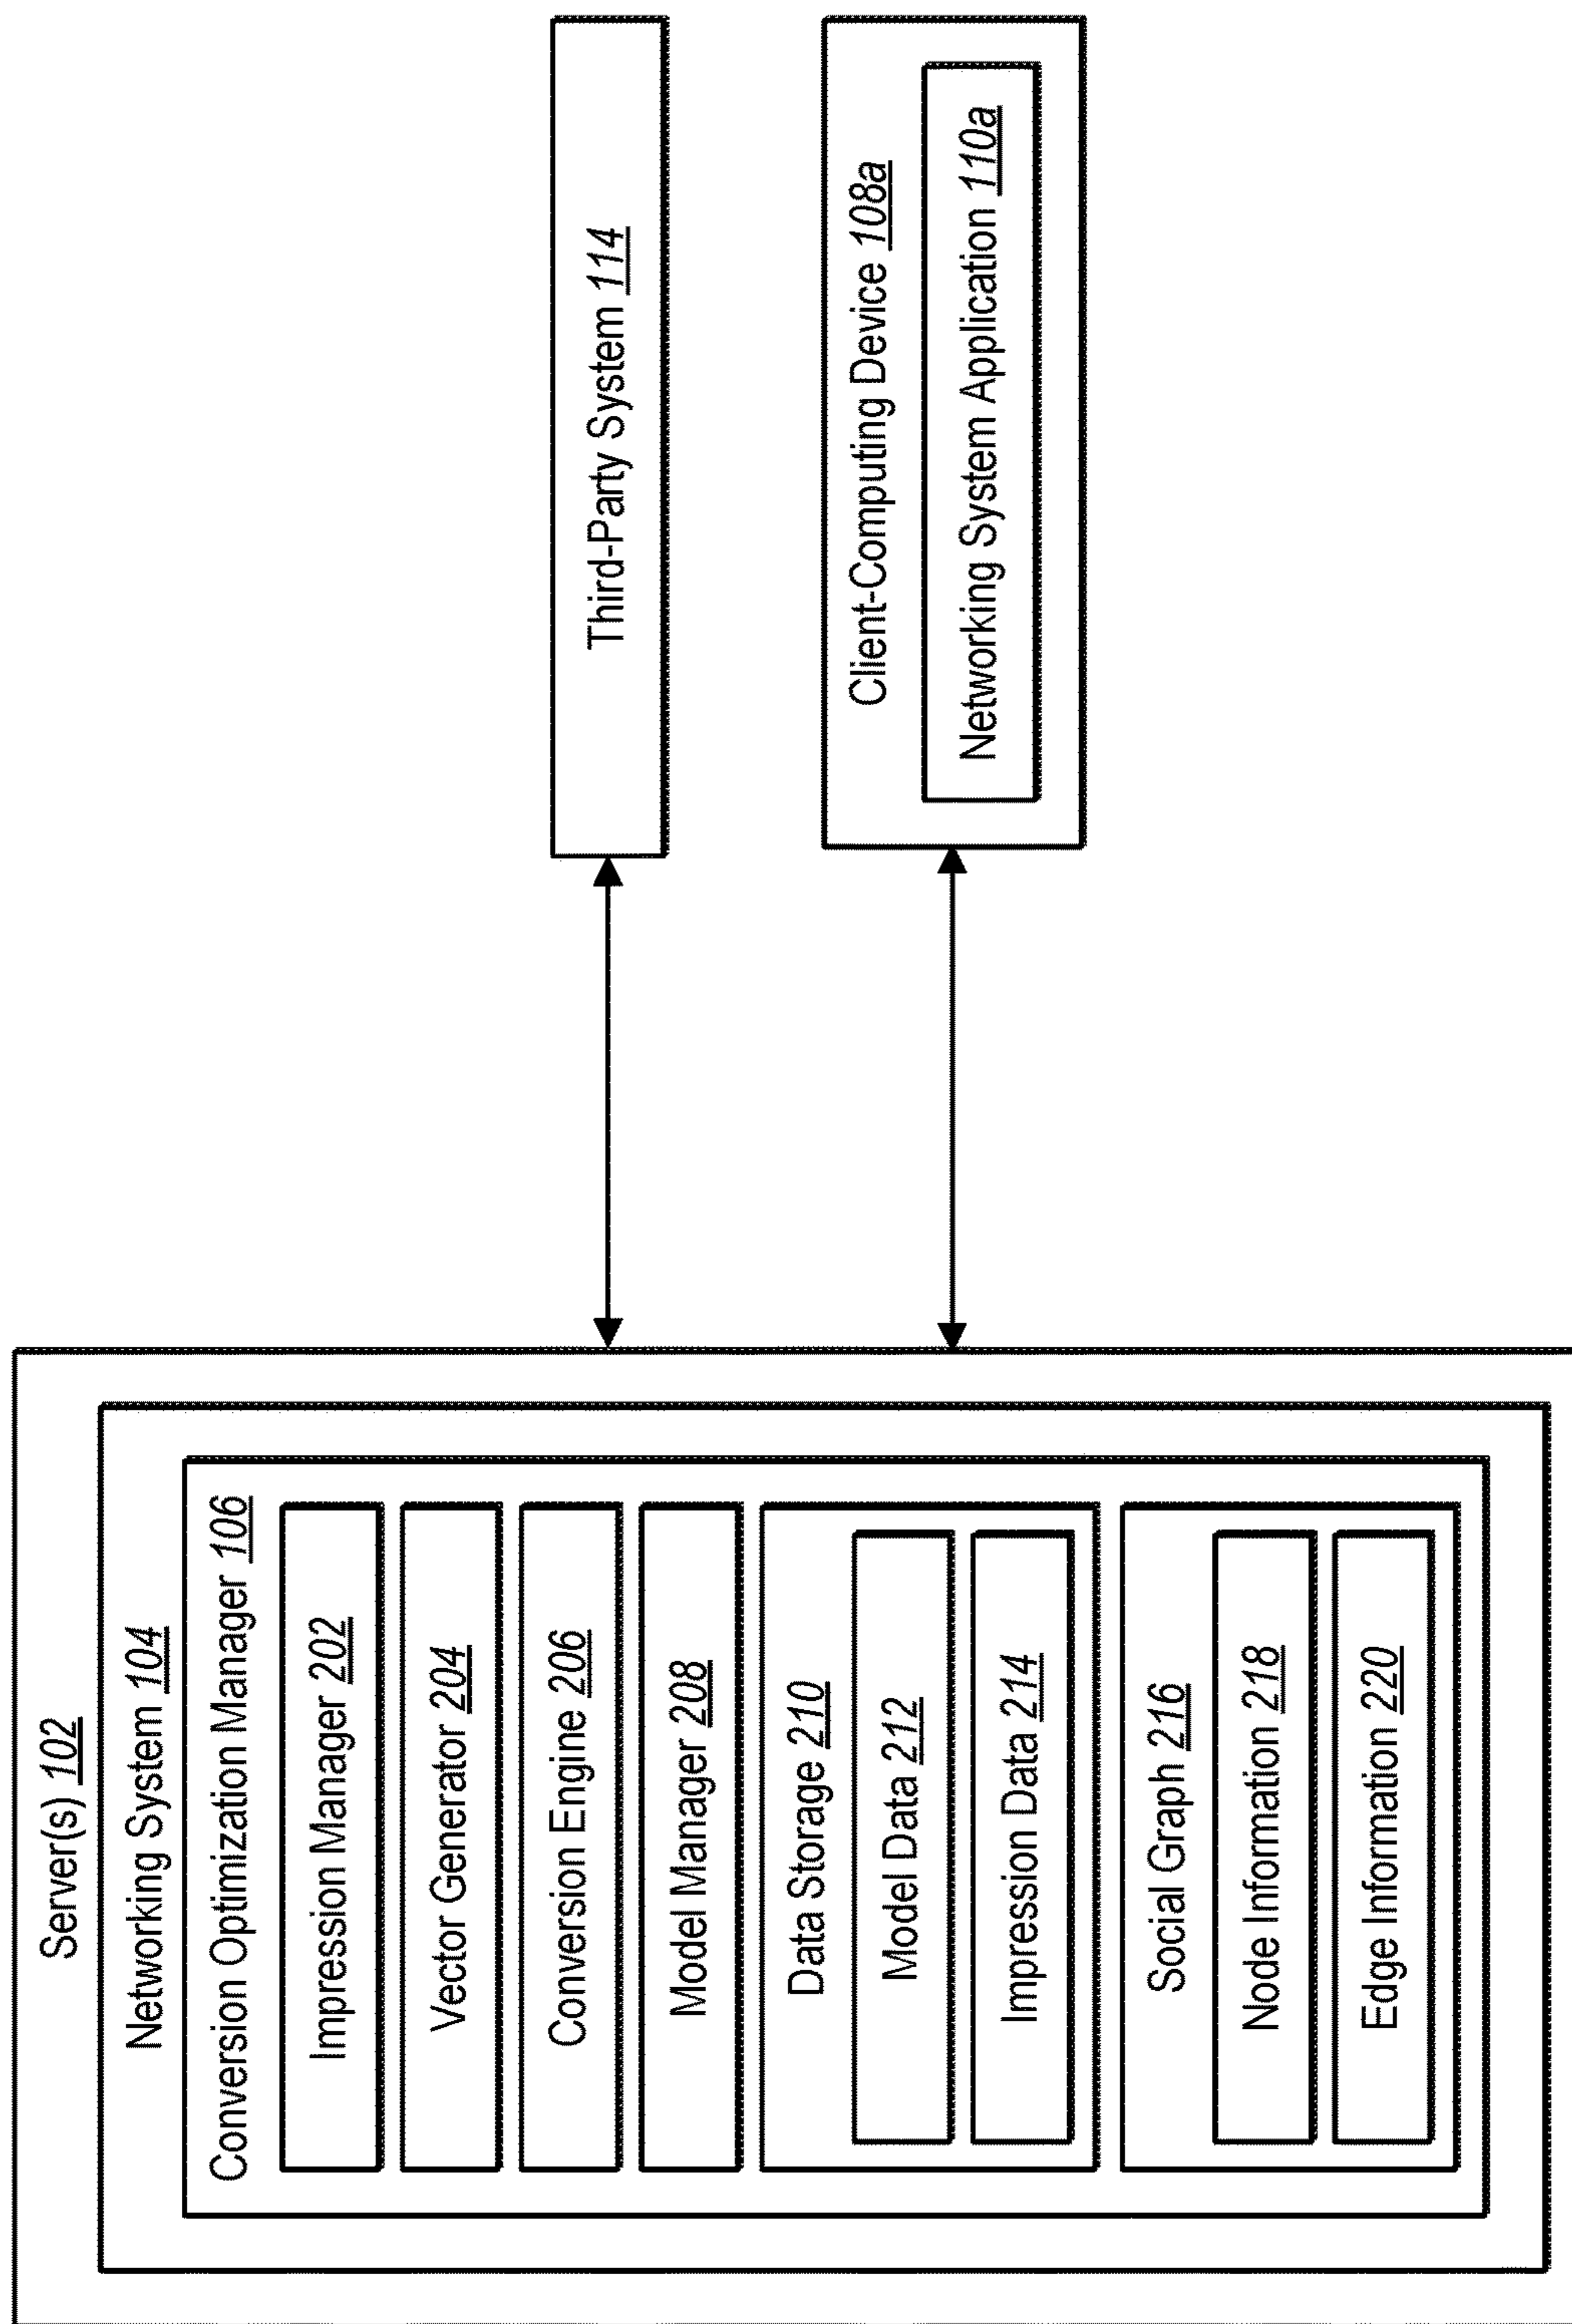 Server(s) 102
Networking System 104
Conversion Optimization Manager 106
Impression Manager 202
Vector Generator 204
Conversion Engine 206
Model Manager 208
Data Storage 210
Model Data 212
Impression Data 214
Social Graph 216
Node Information 218
Edge Information 220
Third-Party System 114
Client-Computing Device 108a
Networking System Application 110a